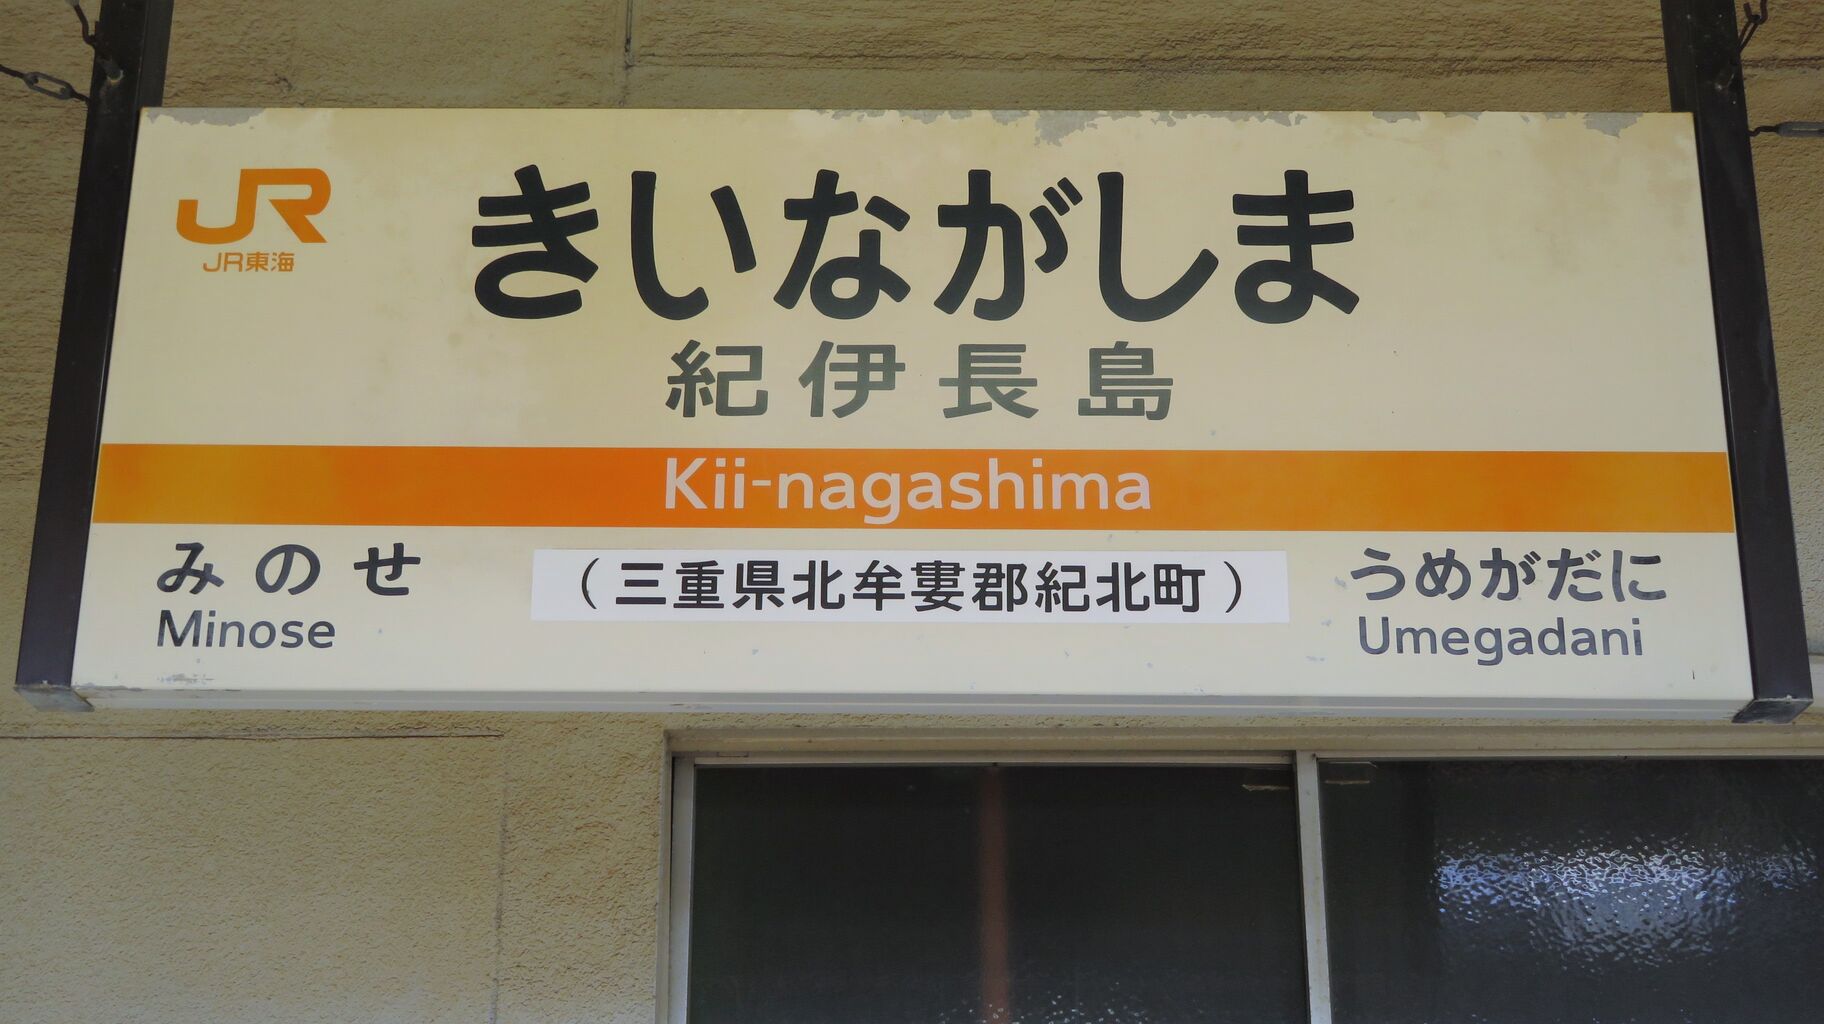 JR
JR東海
きいながしま
紀伊長島
Kii-nagashima
みのせ
Minose
（三重県北牟婁郡紀北町）
うめがだに
Umegadani